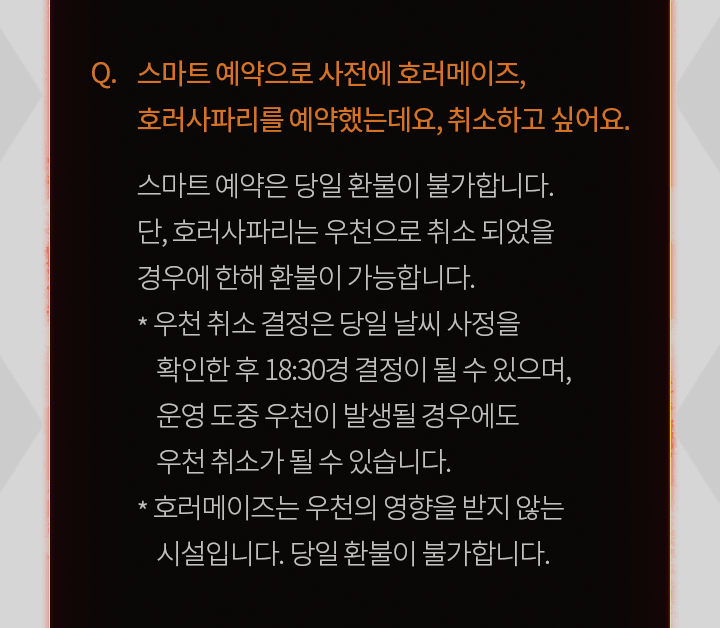 Q. 스마트 예약으로 사전에 호러메이즈,
호러사파리를 예약했는데요, 취소하고 싶어요.
스마트 예약은 당일 환불이 불가합니다.
단, 호러사파리는 우천으로 취소 되었을
경우에 한해 환불이 가능합니다.
* 우천 취소 결정은 당일 날씨 사정을
확인한 후 18:30경 결정이 될 수 있으며,
운영 도중 우천이 발생될 경우에도
우천 취소가 될 수 있습니다.
* 호러메이즈는 우천의 영향을 받지 않는
시설입니다. 당일 환불이 불가합니다.